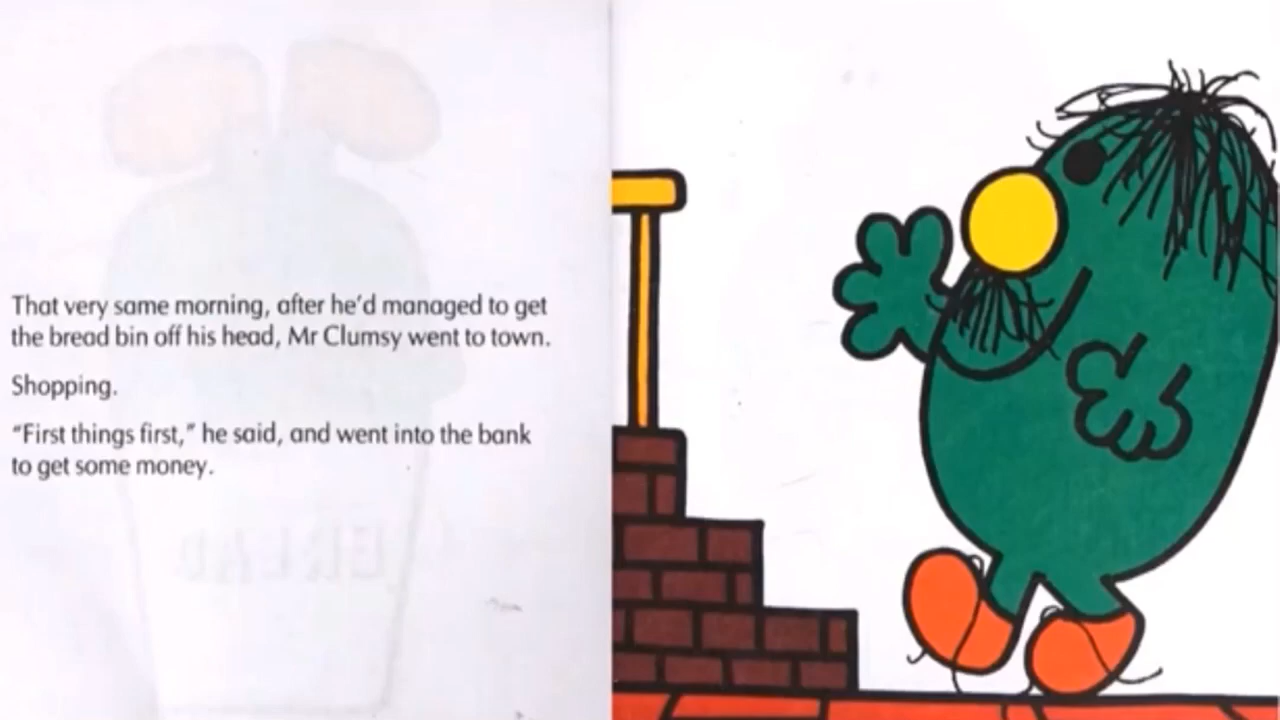 That very same morning, after he'd managed to get
the bread bin off his head, Mr Clumsy went to town.
Shopping.
"First things first," he said, and went into the bank
to get some money.
BREAD